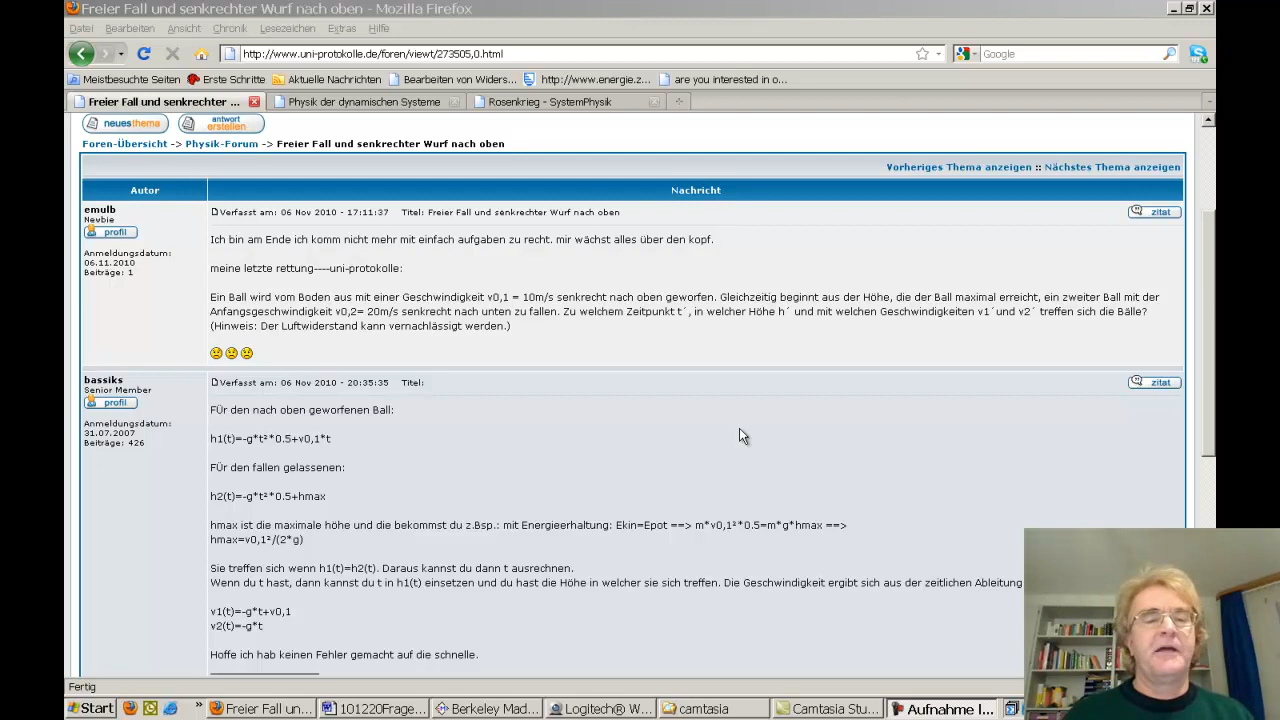 Freier Fall und senkrechter Wurf nach oben - Mozilla Firefox
Datei Bearbeiten Ansicht Chronik Lesezeichen Extras Hilfe
http://www.uni-protokolle.de/foren/viewt/273505,0.html
Google
Meistbesuchte Seiten Erste Schritte Aktuelle Nachrichten Bearbeiten von Widers... http://www.energie.z... are you interested in o...
Freier Fall und senkrechter ... Physik der dynamischen Systeme Rosenkrieg - SystemPhysik
neuesthema antwort erstellen
Foren-Übersicht -> Physik-Forum -> Freier Fall und senkrechter Wurf nach oben
Vorheriges Thema anzeigen :: Nächstes Thema anzeigen
Autor Nachricht
emulb
Newbie
profil
Anmeldungsdatum:
06.11.2010
Beiträge: 1
Verfasst am: 06 Nov 2010 - 17:11:37 Titel: Freier Fall und senkrechter Wurf nach oben
zitat
Ich bin am Ende ich komm nicht mehr mit einfach aufgaben zu recht. mir wächst alles über den kopf.
meine letzte rettung----uni-protokolle:
Ein Ball wird vom Boden aus mit einer Geschwindigkeit v0,1 = 10m/s senkrecht nach oben geworfen. Gleichzeitig beginnt aus der Höhe, die der Ball maximal erreicht, ein zweiter Ball mit der
Anfangsgeschwindigkeit v0,2= 20m/s senkrecht nach unten zu fallen. Zu welchem Zeitpunkt t´, in welcher Höhe h´ und mit welchen Geschwindigkeiten v1´und v2´ treffen sich die Bälle?
(Hinweis: Der Luftwiderstand kann vernachlässigt werden.)
bassiks
Senior Member
profil
Anmeldungsdatum:
31.07.2007
Beiträge: 426
Verfasst am: 06 Nov 2010 - 20:35:35 Titel:
zitat
FÜr den nach oben geworfenen Ball:
h1(t)=-g*t²*0.5+v0,1*t
FÜr den fallen gelassenen:
h2(t)=-g*t²*0.5+hmax
hmax ist die maximale höhe und die bekommst du z.Bsp.: mit Energieerhaltung: Ekin=Epot ==> m*v0,1²*0.5=m*g*hmax ==>
hmax=v0,1²/(2*g)
Sie treffen sich wenn h1(t)=h2(t). Daraus kannst du dann t ausrechnen.
Wenn du t hast, dann kannst du t in h1(t) einsetzen und du hast die Höhe in welcher sie sich treffen. Die Geschwindigkeit ergibt sich aus der zeitlichen Ableitung
v1(t)=-g*t+v0,1
v2(t)=-g*t
Hoffe ich hab keinen Fehler gemacht auf die schnelle.
Fertig
Start Freier Fall un... 101220Frage... Berkeley Mad... Logitech® W... camtasia Camtasia Stu... Aufnahme l...